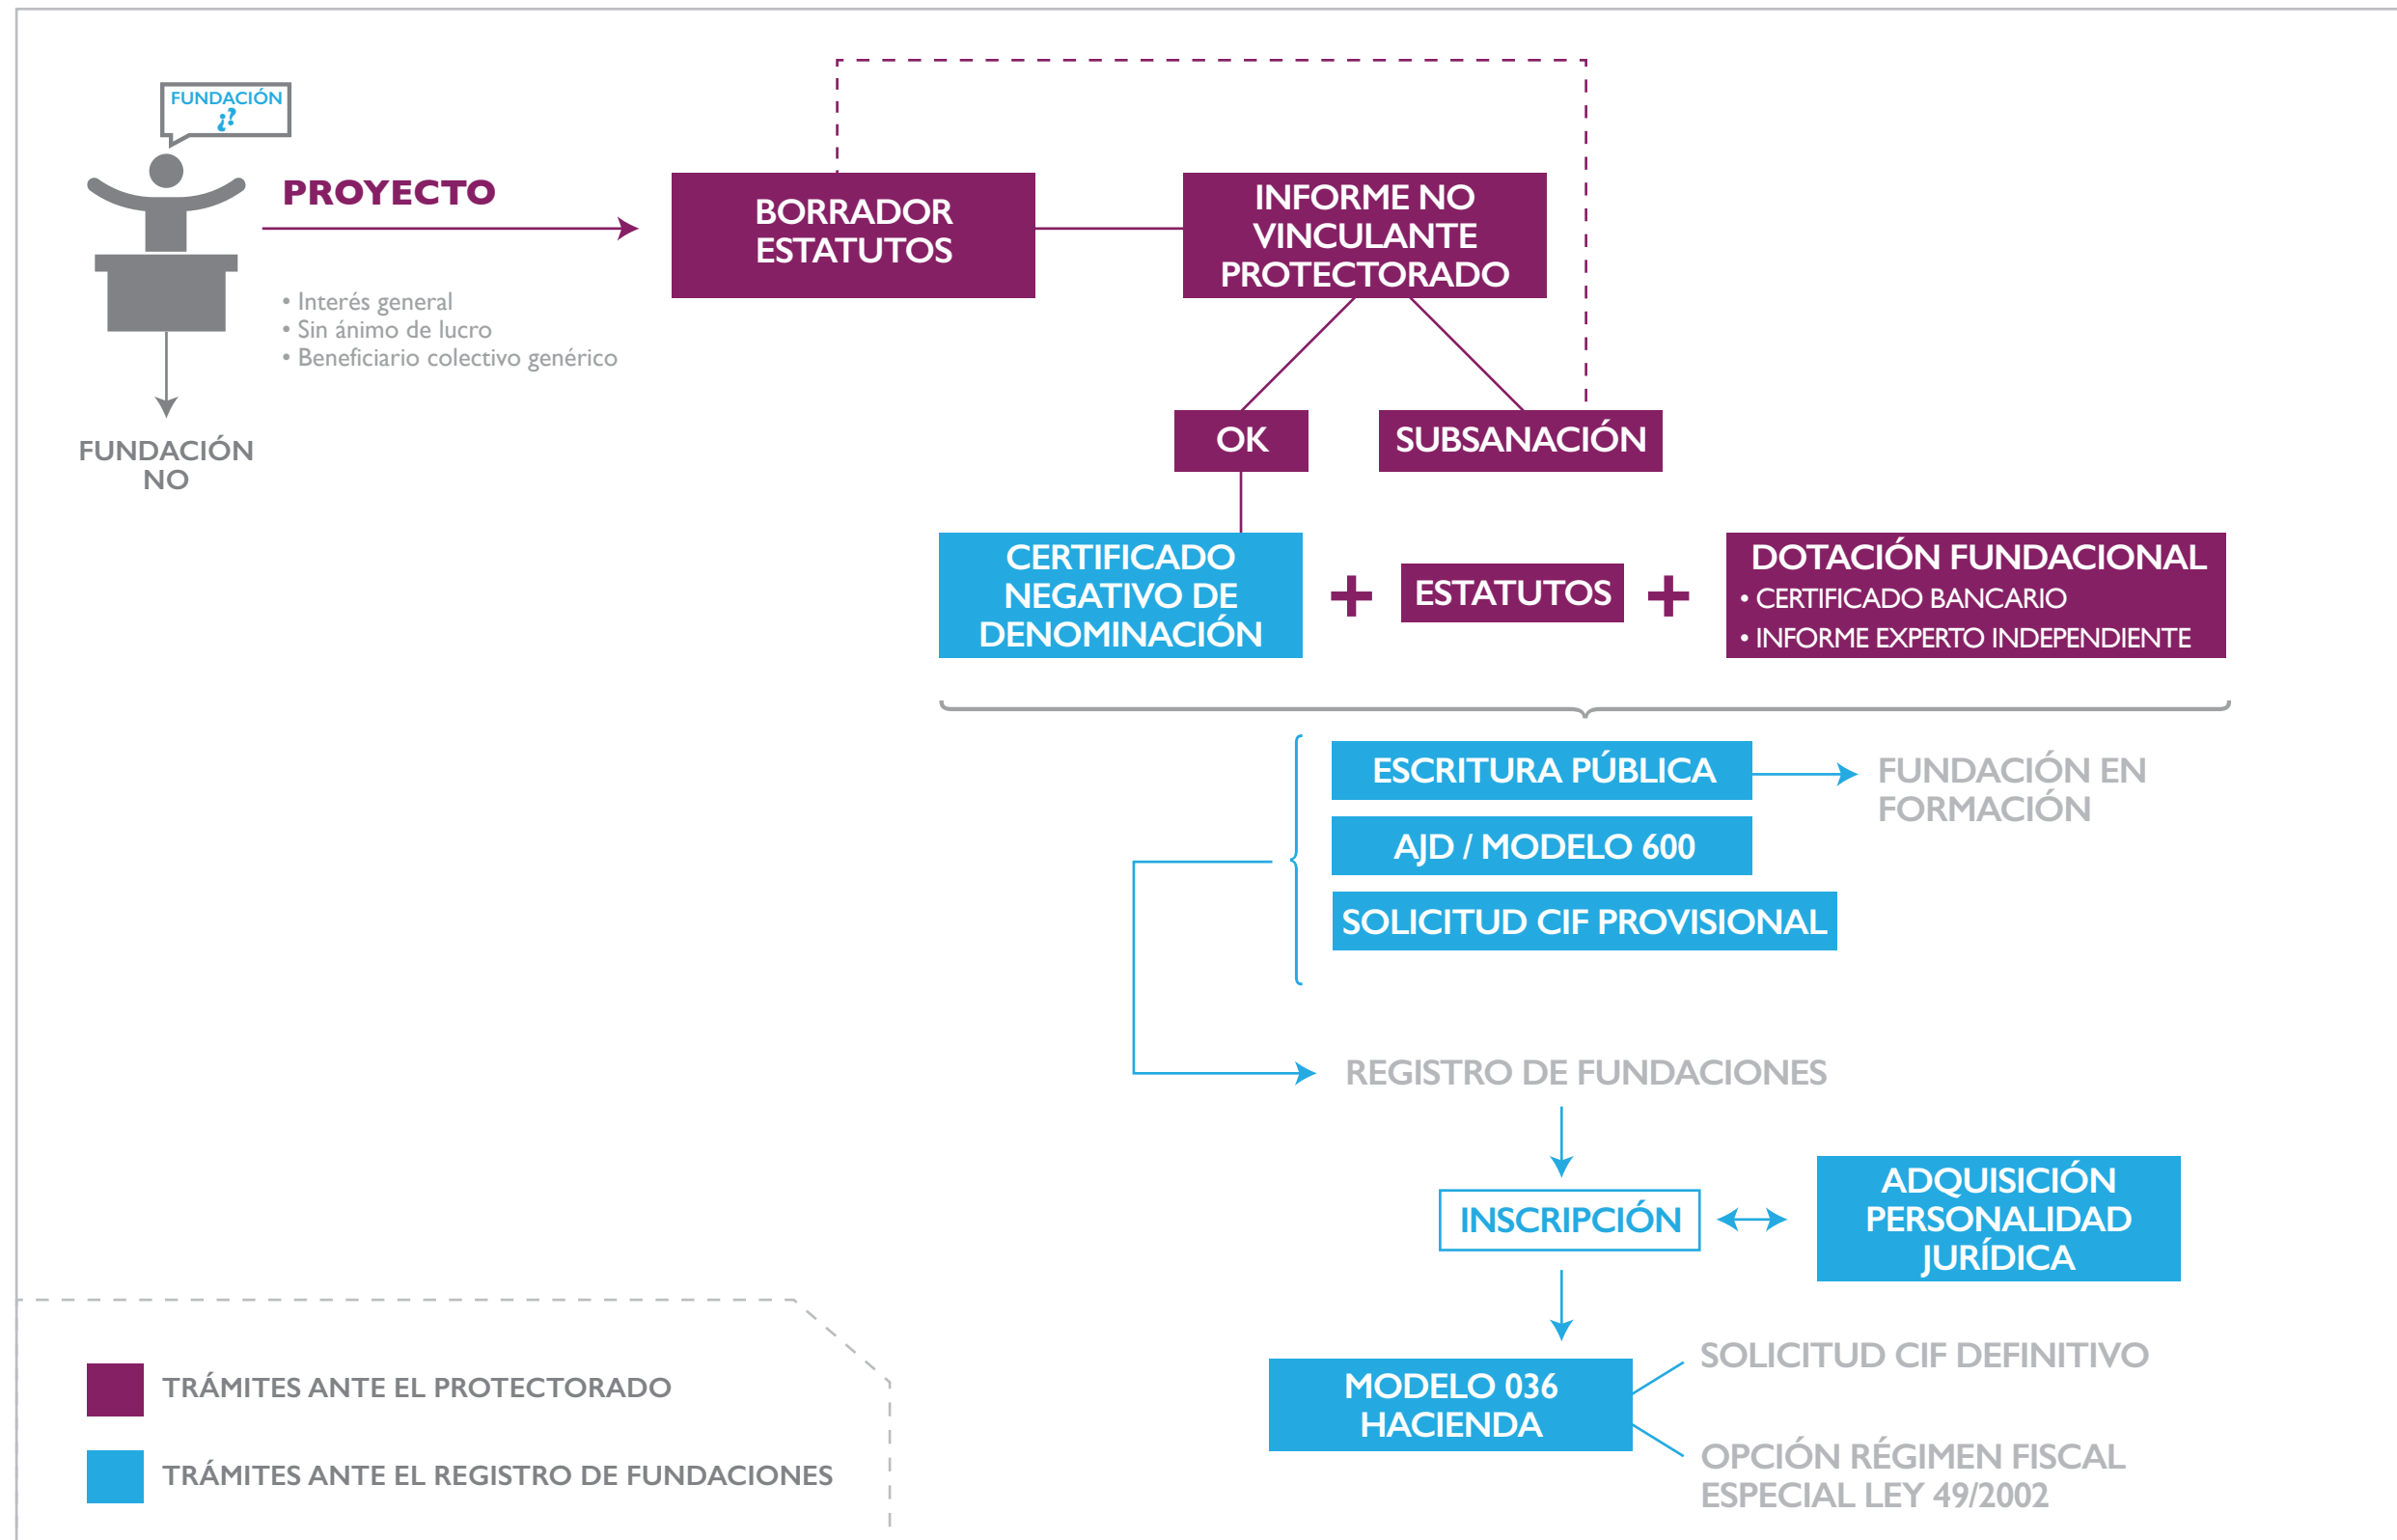 FUNDACIÓN
¿?
PROYECTO
• Interés general
• Sin ánimo de lucro
• Beneficiario colectivo genérico
FUNDACIÓN
NO
BORRADOR
ESTATUTOS
INFORME NO
VINCULANTE
PROTECTORADO
OK
SUBSANACIÓN
CERTIFICADO
NEGATIVO DE
DENOMINACIÓN
+
ESTATUTOS
+
DOTACIÓN FUNDACIONAL
• CERTIFICADO BANCARIO
• INFORME EXPERTO INDEPENDIENTE
ESCRITURA PÚBLICA
FUNDACIÓN EN
FORMACIÓN
AJD / MODELO 600
SOLICITUD CIF PROVISIONAL
REGISTRO DE FUNDACIONES
INSCRIPCIÓN
ADQUISICIÓN
PERSONALIDAD
JURÍDICA
MODELO 036
HACIENDA
SOLICITUD CIF DEFINITIVO
OPCIÓN RÉGIMEN FISCAL
ESPECIAL LEY 49/2002
TRÁMITES ANTE EL PROTECTORADO
TRÁMITES ANTE EL REGISTRO DE FUNDACIONES